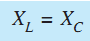 X_L = X_C